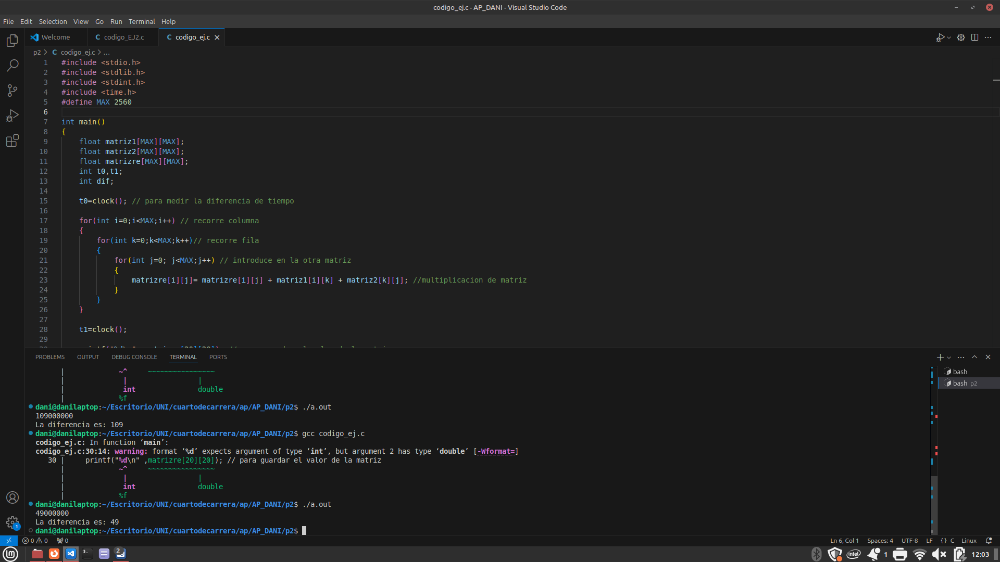 codigo_ej.c - AP_DANI - Visual Studio Code
File Edit Selection View Go Run Terminal Help
Welcome
C codigo_EJ2.c
C codigo_ej.c
p2 > C codigo_ej.c > ...
1 #include <stdio.h>
2 #include <stdlib.h>
3 #include <stdint.h>
4 #include <time.h>
5 #define MAX 2560
6
7 int main()
8 {
9 float matriz1[MAX][MAX];
10 float matriz2[MAX][MAX];
11 float matrizre[MAX][MAX];
12 int t0,t1;
13 int dif;
14
15 t0=clock(); // para medir la diferencia de tiempo
16
17 for(int i=0;i<MAX;i++) // recorre columna
18 {
19 for(int k=0;k<MAX;k++)// recorre fila
20 {
21 for(int j=0; j<MAX;j++) // introduce en la otra matriz
22 {
23 matrizre[i][j]= matrizre[i][j] + matriz1[i][k] + matriz2[k][j]; //multiplicacion de matriz
24 }
25 }
26 }
27
28 t1=clock();
29
PROBLEMS OUTPUT DEBUG CONSOLE TERMINAL PORTS
| ~^ ~~~~~~~~~~~~~~~~
| | |
| int double
| %f
dani@danilaptop:~/Escritorio/UNI/cuartodecarrera/ap/AP_DANI/p2$ ./a.out
109000000
La diferencia es: 109
dani@danilaptop:~/Escritorio/UNI/cuartodecarrera/ap/AP_DANI/p2$ gcc codigo_ej.c
codigo_ej.c: In function ‘main’:
codigo_ej.c:30:14: warning: format ‘%d’ expects argument of type ‘int’, but argument 2 has type ‘double’ [-Wformat=]
30 | printf("%d\n" ,matrizre[20][20]); // para guardar el valor de la matriz
| ~^ ~~~~~~~~~~~~~~~~
| | |
| int double
| %f
dani@danilaptop:~/Escritorio/UNI/cuartodecarrera/ap/AP_DANI/p2$ ./a.out
49000000
La diferencia es: 49
dani@danilaptop:~/Escritorio/UNI/cuartodecarrera/ap/AP_DANI/p2$
bash
bash p2
1
0 0 0
Ln 6, Col 1 Spaces: 4 UTF-8 LF {} C Linux
2
intel
1
12:03